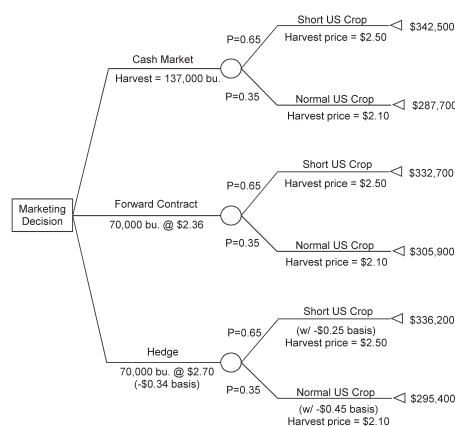 Short US Crop
$342,500
P=0.65
Harvest price = $2.50
Cash Market
Harvest = 137,000 bu.
P=0.35
Normal US Crop
$287,700
Harvest price = $2.10
Short US Crop
$332,700
P=0.65
Harvest price = $2.50
Marketing
Decision
Forward Contract
70,000 bu. @ $2.36
P=0.35
Normal US Crop
$305,900
Harvest price = $2.10
Short US Crop
$336,200
P=0.65
(w/ -$0.25 basis)
Harvest price = $2.50
Hedge
70,000 bu. @ $2.70
(-$0.34 basis)
P=0.35
Normal US Crop
$295,400
(w/ -$0.45 basis)
Harvest price = $2.10